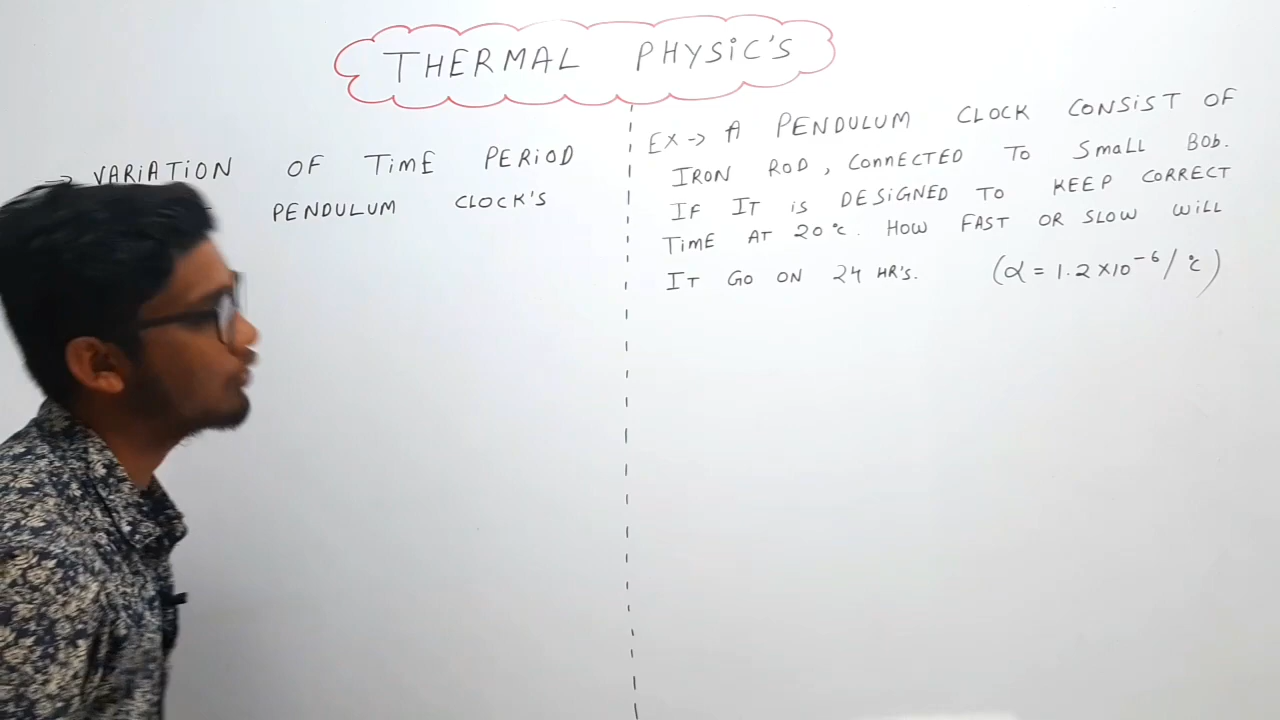 THERMAL PHYSIC'S
→ VARIATION OF TIME PERIOD
PENDULUM CLOCK'S
EX → A PENDULUM CLOCK CONSIST OF
IRON ROD, CONNECTED TO SMALL BOB.
IF IT IS DESIGNED TO KEEP CORRECT
TIME AT 20°C. HOW FAST OR SLOW WILL
IT GO ON 24 HR'S. (α = 1.2 × 10⁻⁶ / °C)